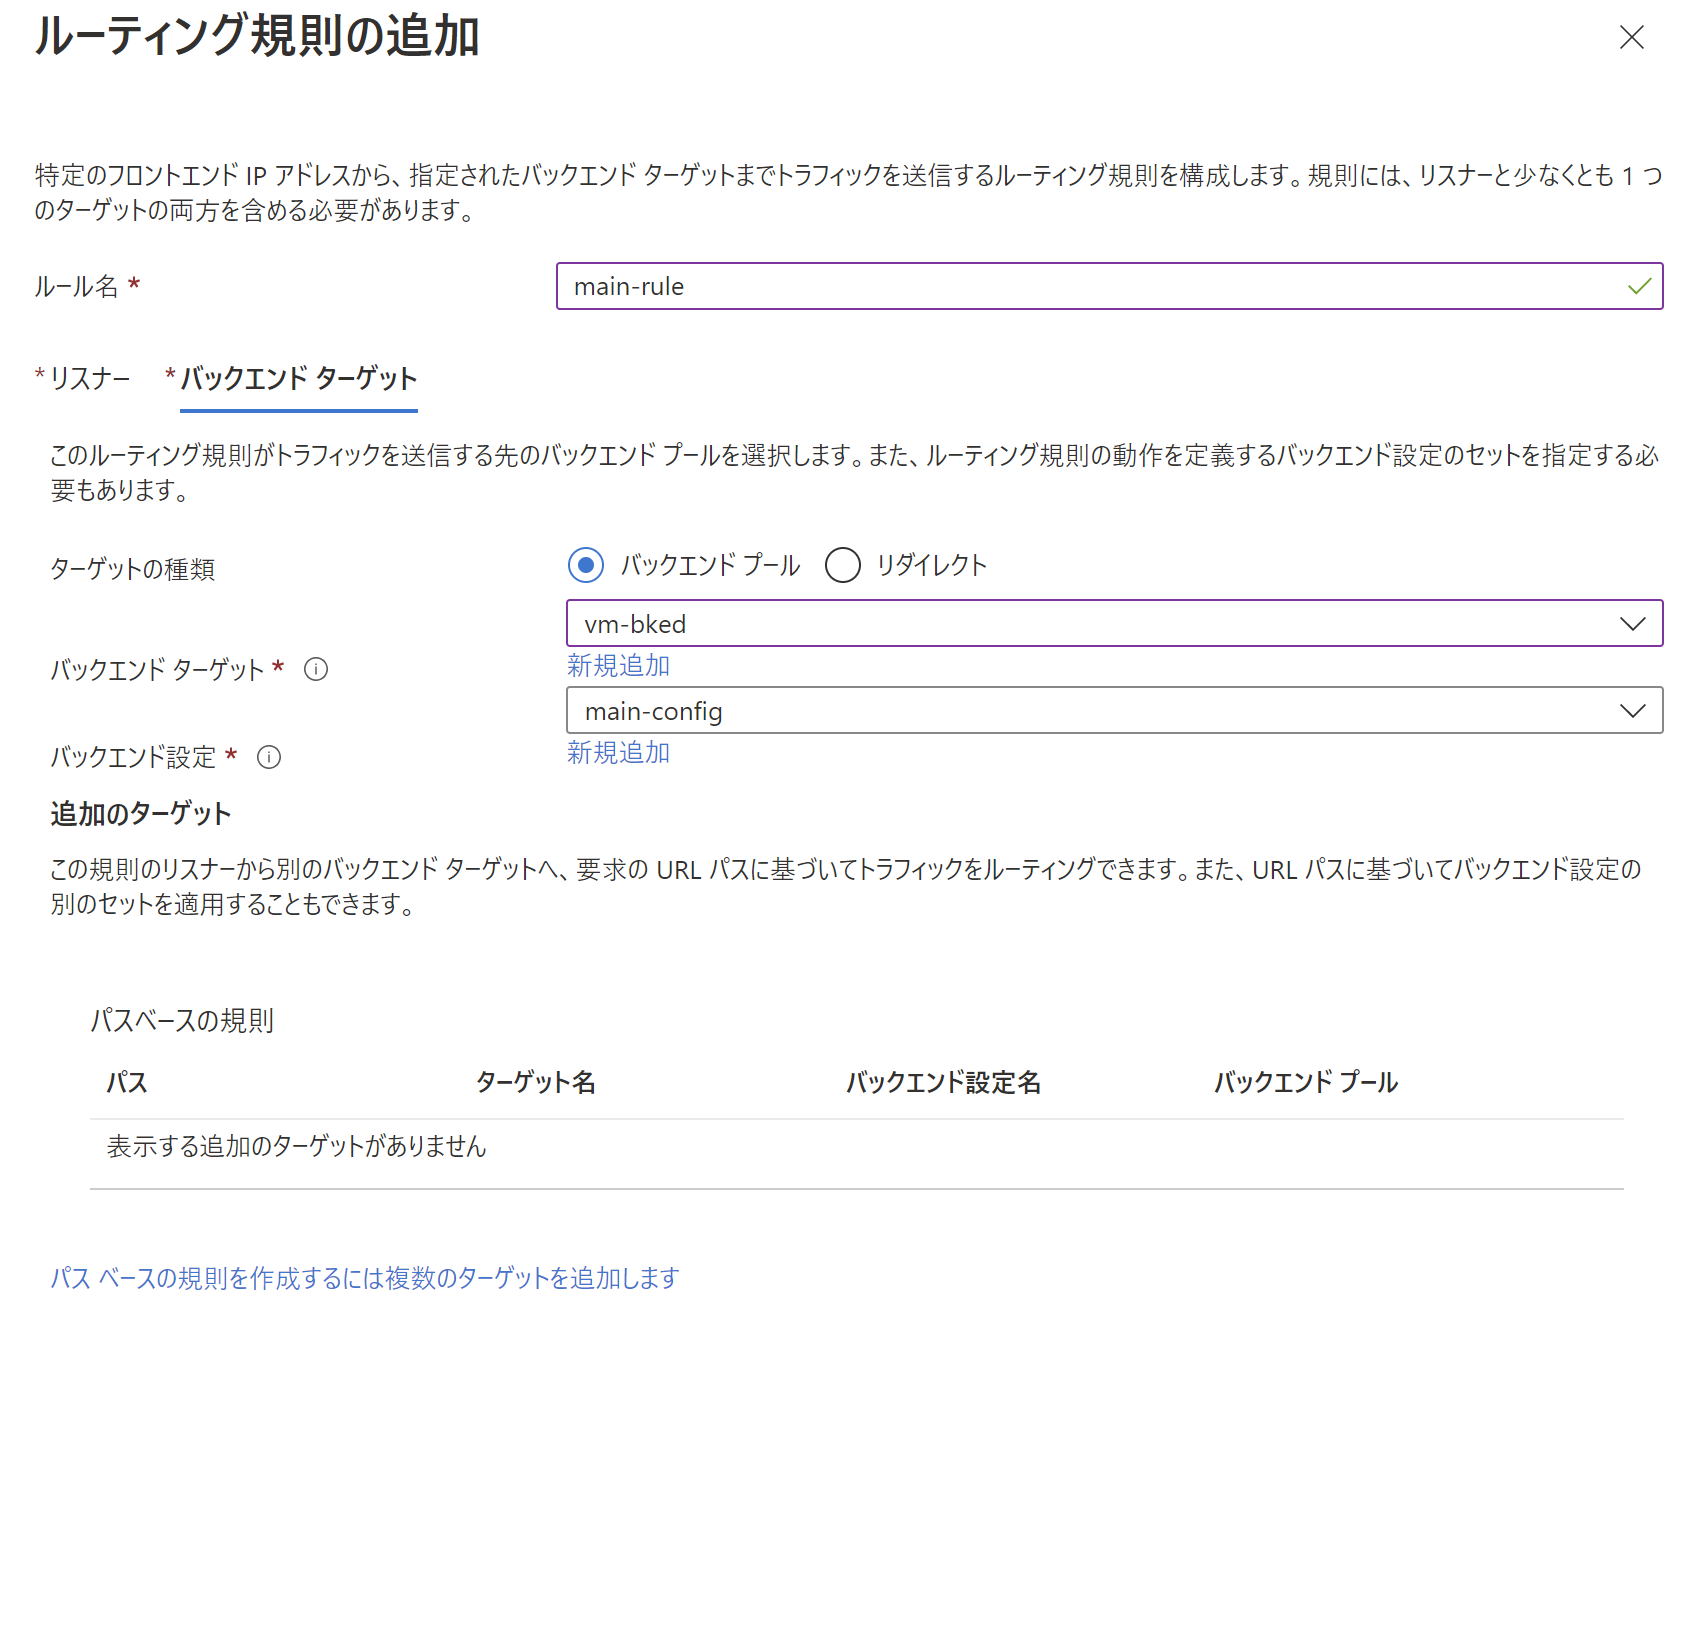 ルーティング規則の追加
特定のフロントエンド IP アドレスから、指定されたバックエンド ターゲットまでトラフィックを送信するルーティング規則を構成します。規則には、リスナーと少なくとも 1 つ
のターゲットの両方を含める必要があります。
ルール名 *
main-rule
* リスナー * バックエンド ターゲット
このルーティング規則がトラフィックを送信する先のバックエンド プールを選択します。また、ルーティング規則の動作を定義するバックエンド設定のセットを指定する必
要もあります。
ターゲットの種類
バックエンド プール リダイレクト
vm-bked
バックエンド ターゲット *
新規追加
main-config
バックエンド設定 *
新規追加
追加のターゲット
この規則のリスナーから別のバックエンド ターゲットへ、要求の URL パスに基づいてトラフィックをルーティングできます。また、URL パスに基づいてバックエンド設定の
別のセットを適用することもできます。
パスベースの規則
パス ターゲット名 バックエンド設定名 バックエンド プール
表示する追加のターゲットがありません
パス ベースの規則を作成するには複数のターゲットを追加します